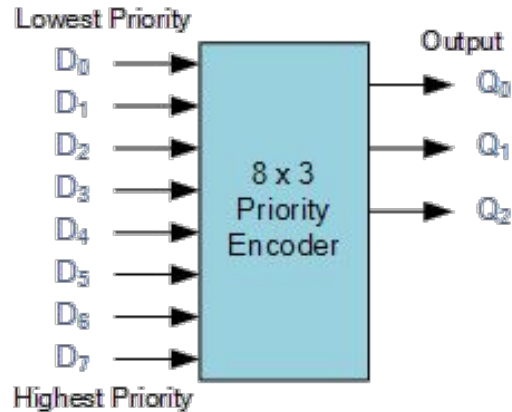 Lowest Priority
Output
D₀
Q₀
D₁
D₂
Q₁
8 x 3
Priority
Encoder
D₃
D₄
Q₂
D₅
D₆
D₇
Highest Priority